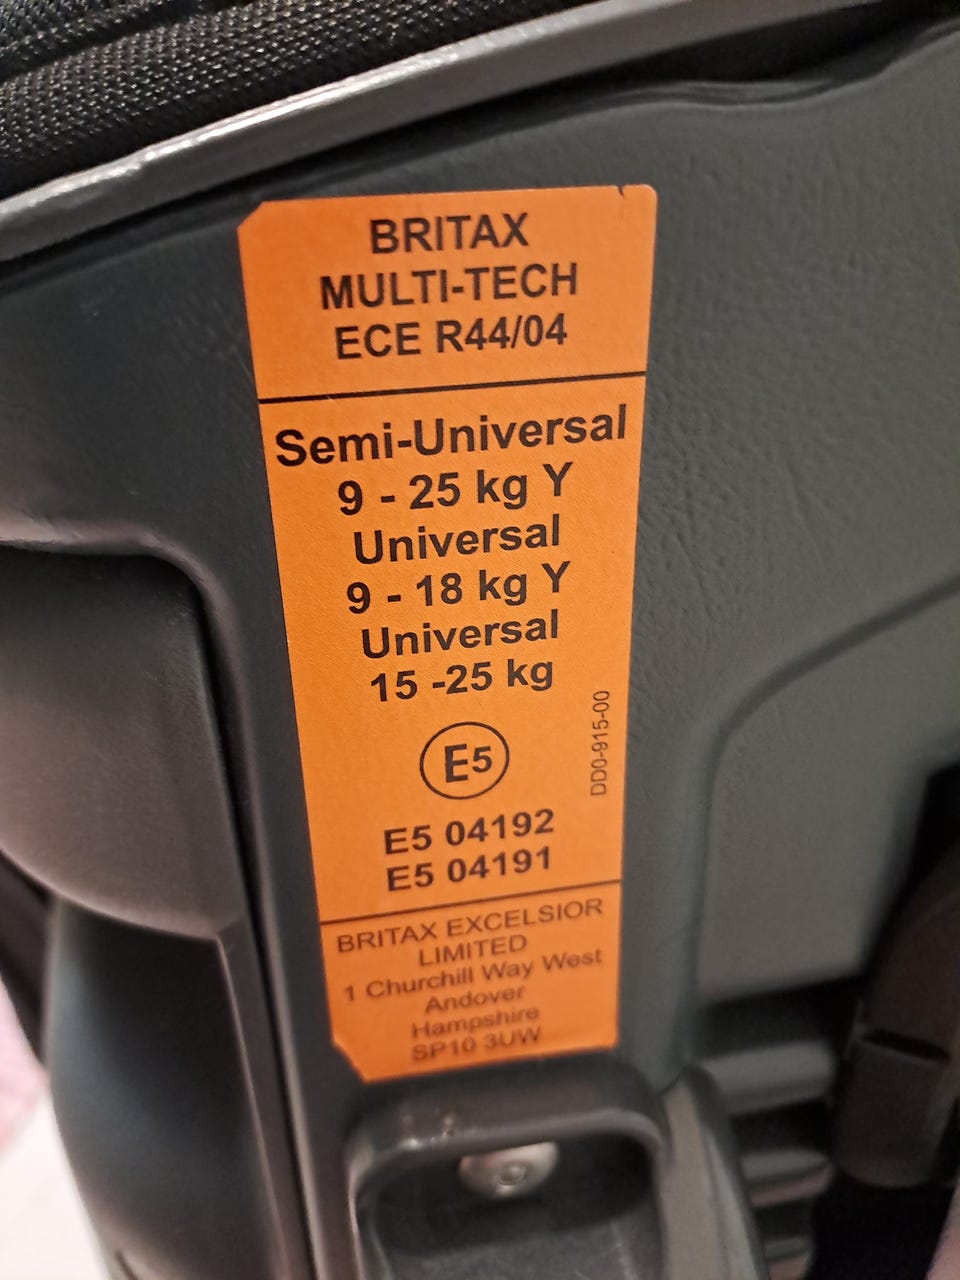 BRITAX
MULTI-TECH
ECE R44/04
Semi-Universal
9 - 25 kg Y
Universal
9 - 18 kg Y
Universal
15 -25 kg
E5
DD0-915-00
E5 04192
E5 04191
BRITAX EXCELSIOR
LIMITED
1 Churchill Way West
Andover
Hampshire
SP10 3UW